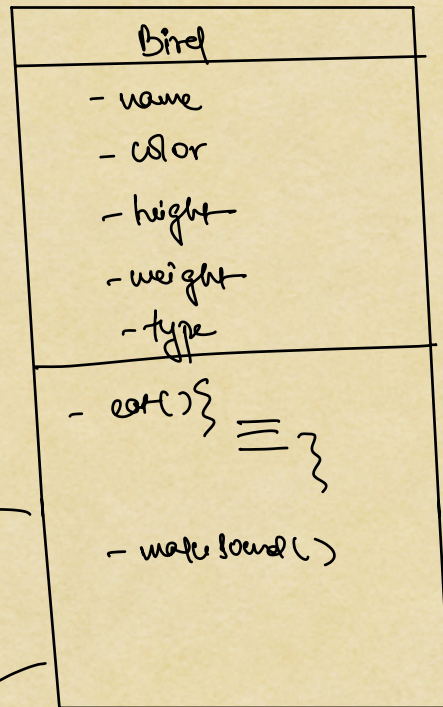 Bird
- name
- color
- height
- weight
- type
- eat(){
}
- makeSound()